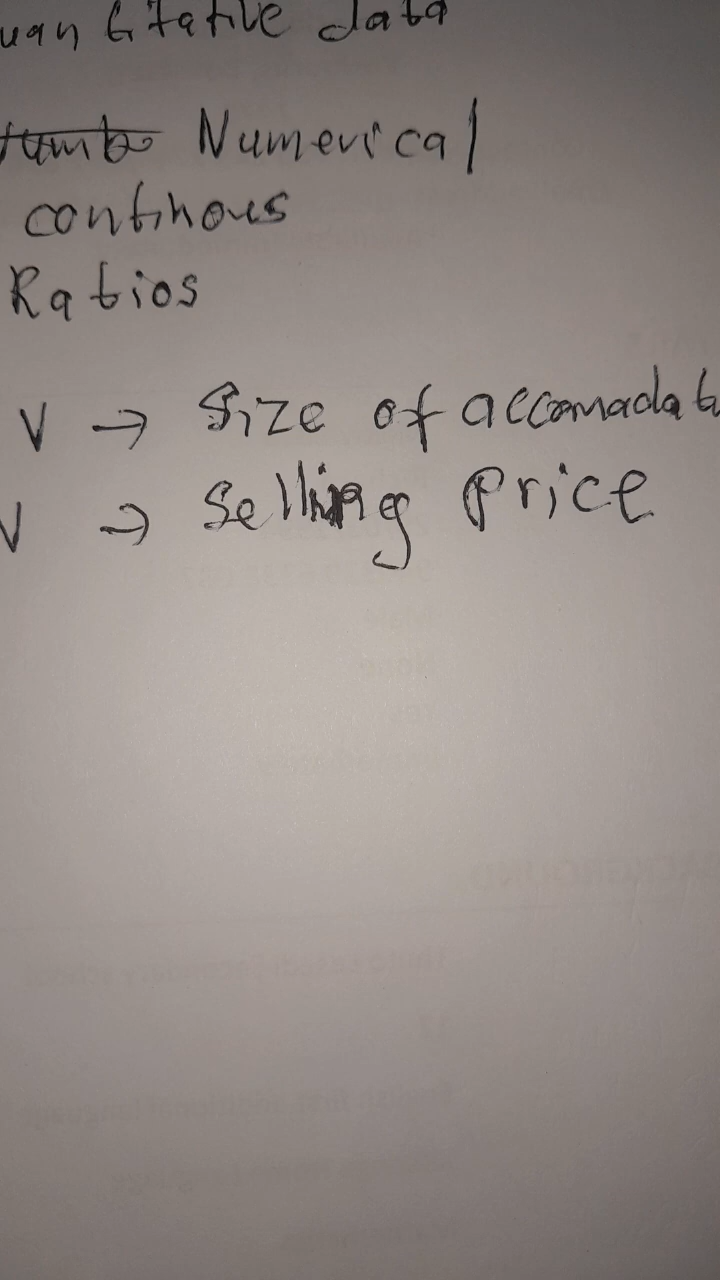 uantitative data
Numerical
continous
Ratios
V → Size of accomadat
V → Selling Price